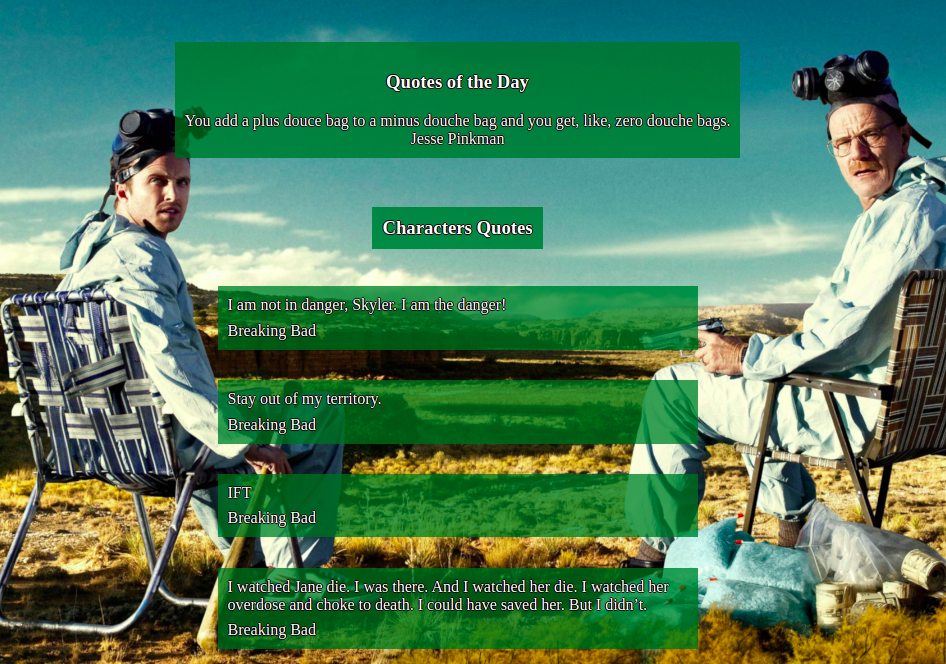 Quotes of the Day
You add a plus douce bag to a minus douche bag and you get, like, zero douche bags.
Jesse Pinkman
Characters Quotes
I am not in danger, Skyler. I am the danger!
Breaking Bad
Stay out of my territory.
Breaking Bad
IFT
Breaking Bad
I watched Jane die. I was there. And I watched her die. I watched her
overdose and choke to death. I could have saved her. But I didn’t.
Breaking Bad